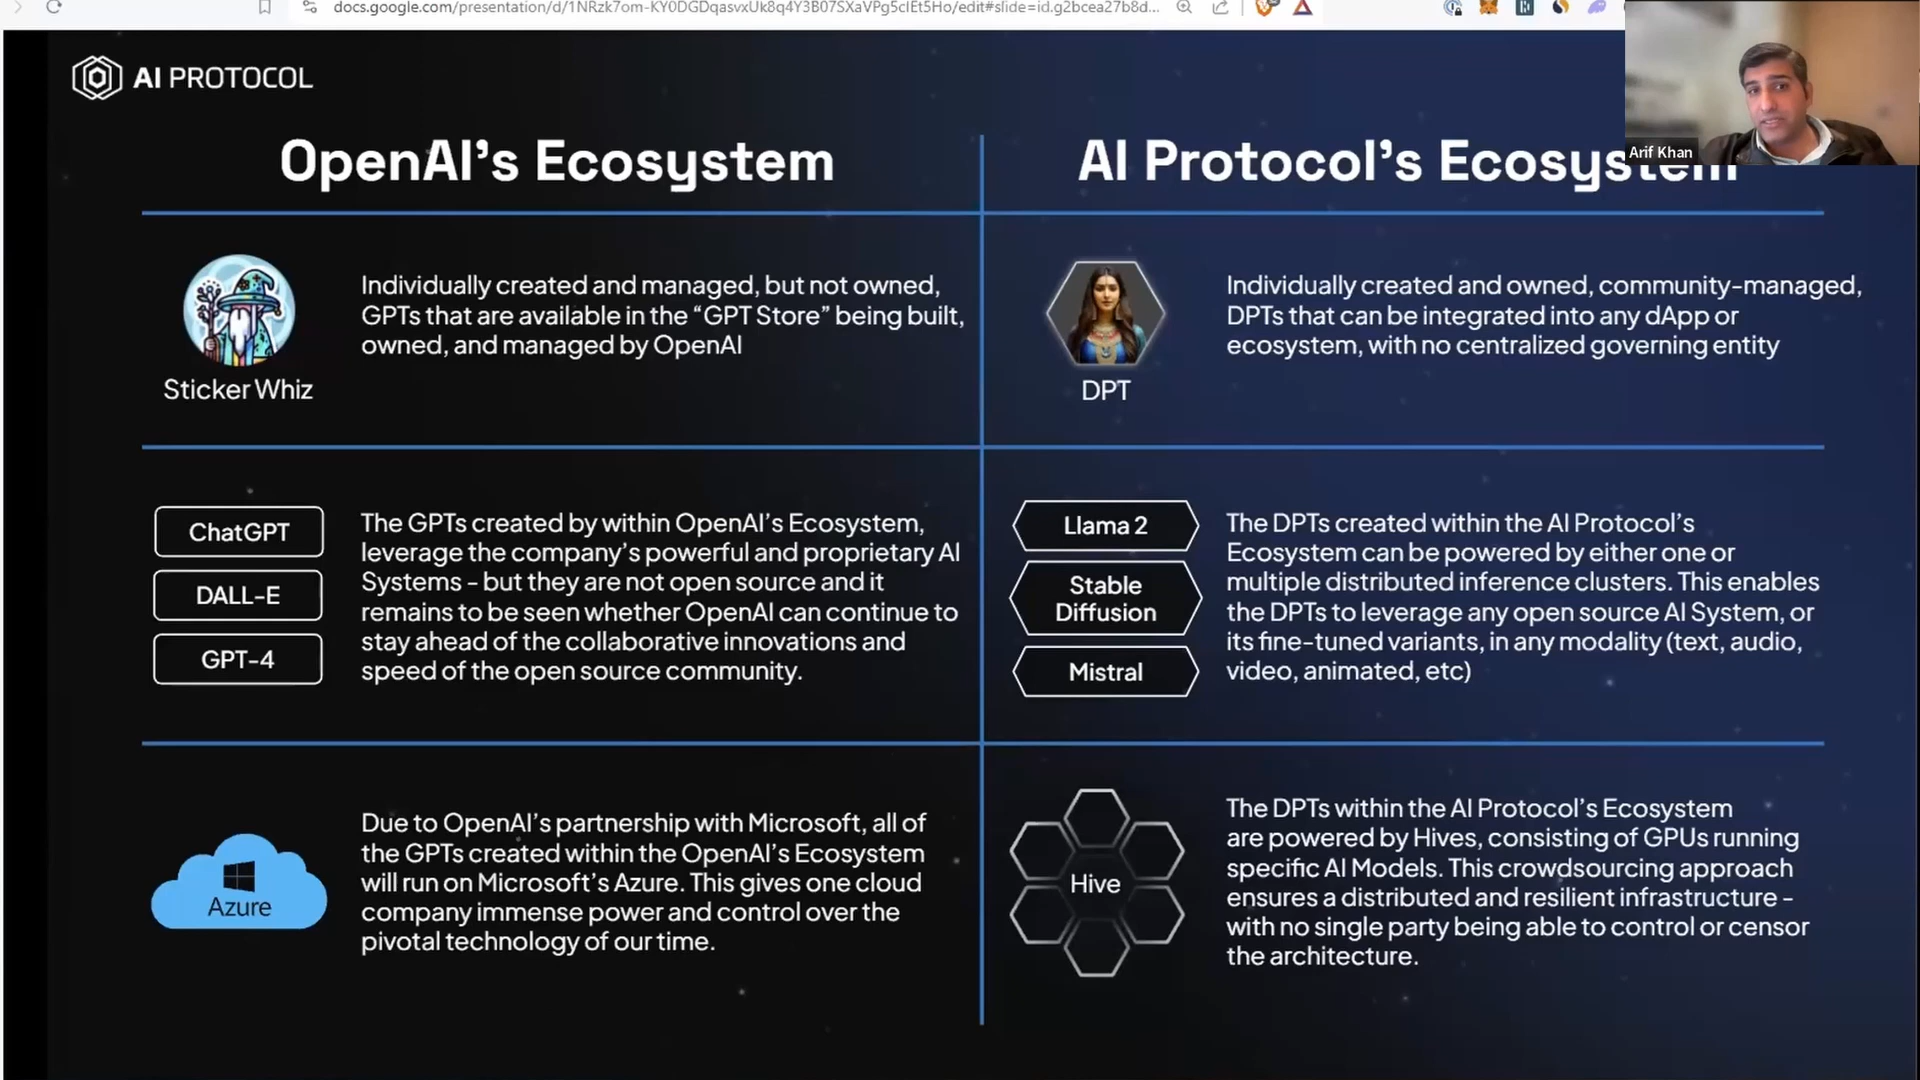 docs.google.com/presentation/d/1NRzk7om-KY0DGDqasvxUk8q4Y3B07SXaVPg5cIEt5Ho/edit#slide=id.g2bcea27b8d...
AI PROTOCOL
Arif Khan
OpenAI's Ecosystem
AI Protocol's Ecosystem
Sticker Whiz
Individually created and managed, but not owned,
GPTs that are available in the “GPT Store” being built,
owned, and managed by OpenAI
DPT
Individually created and owned, community-managed,
DPTs that can be integrated into any dApp or
ecosystem, with no centralized governing entity
ChatGPT
DALL-E
GPT-4
The GPTs created by within OpenAI's Ecosystem,
leverage the company's powerful and proprietary AI
Systems - but they are not open source and it
remains to be seen whether OpenAI can continue to
stay ahead of the collaborative innovations and
speed of the open source community.
Llama 2
Stable
Diffusion
Mistral
The DPTs created within the AI Protocol's
Ecosystem can be powered by either one or
multiple distributed inference clusters. This enables
the DPTs to leverage any open source AI System, or
its fine-tuned variants, in any modality (text, audio,
video, animated, etc)
Azure
Due to OpenAI's partnership with Microsoft, all of
the GPTs created within the OpenAI's Ecosystem
will run on Microsoft's Azure. This gives one cloud
company immense power and control over the
pivotal technology of our time.
Hive
The DPTs within the AI Protocol's Ecosystem
are powered by Hives, consisting of GPUs running
specific AI Models. This crowdsourcing approach
ensures a distributed and resilient infrastructure -
with no single party being able to control or censor
the architecture.